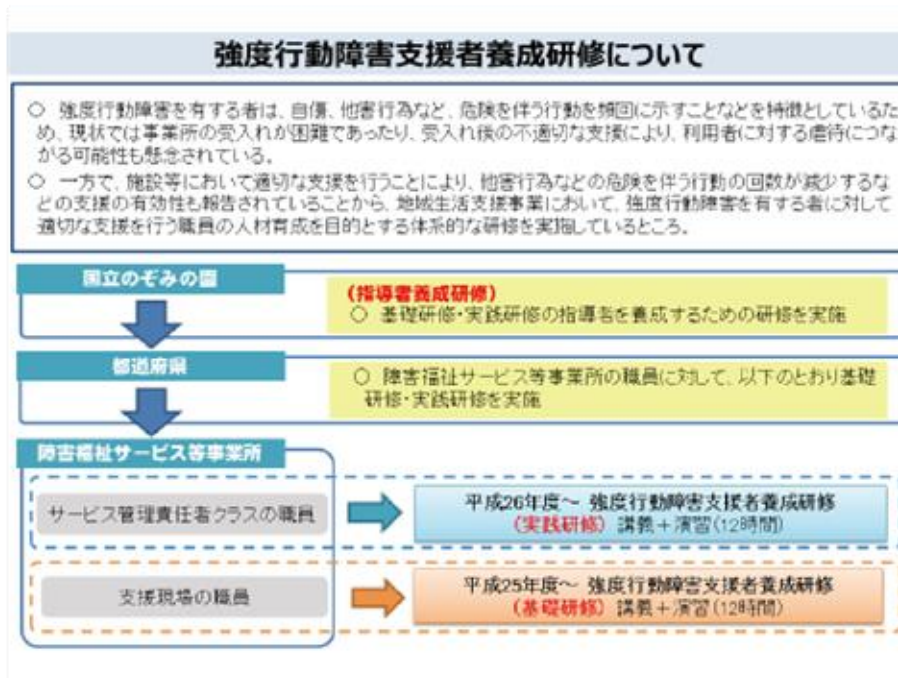 強度行動障害支援者養成研修について
○ 強度行動障害を有する者は、自傷、他害行為など、危険を伴う行動を頻回に示すことなどを特徴としているた
め、現状では事業所の受入れが困難であったり、受入れ後の不適切な支援により、利用者に対する虐待につな
がる可能性も懸念されている。
○ 一方で、施設等において適切な支援を行うことにより、他害行為などの危険を伴う行動の回数が減少するな
どの支援の有効性も報告されていることから、地域生活支援事業において、強度行動障害を有する者に対して
適切な支援を行う職員の人材育成を目的とする体系的な研修を実施しているところ。
国立のぞみの園
(指導者養成研修)
○ 基礎研修・実践研修の指導者を養成するための研修を実施
都道府県
○ 障害福祉サービス等事業所の職員に対して、以下のとおり基礎
研修・実践研修を実施
障害福祉サービス等事業所
サービス管理責任者クラスの職員
平成26年度~ 強度行動障害支援者養成研修
(実践研修) 講義+演習(12時間)
支援現場の職員
平成25年度~ 強度行動障害支援者養成研修
(基礎研修) 講義+演習(12時間)